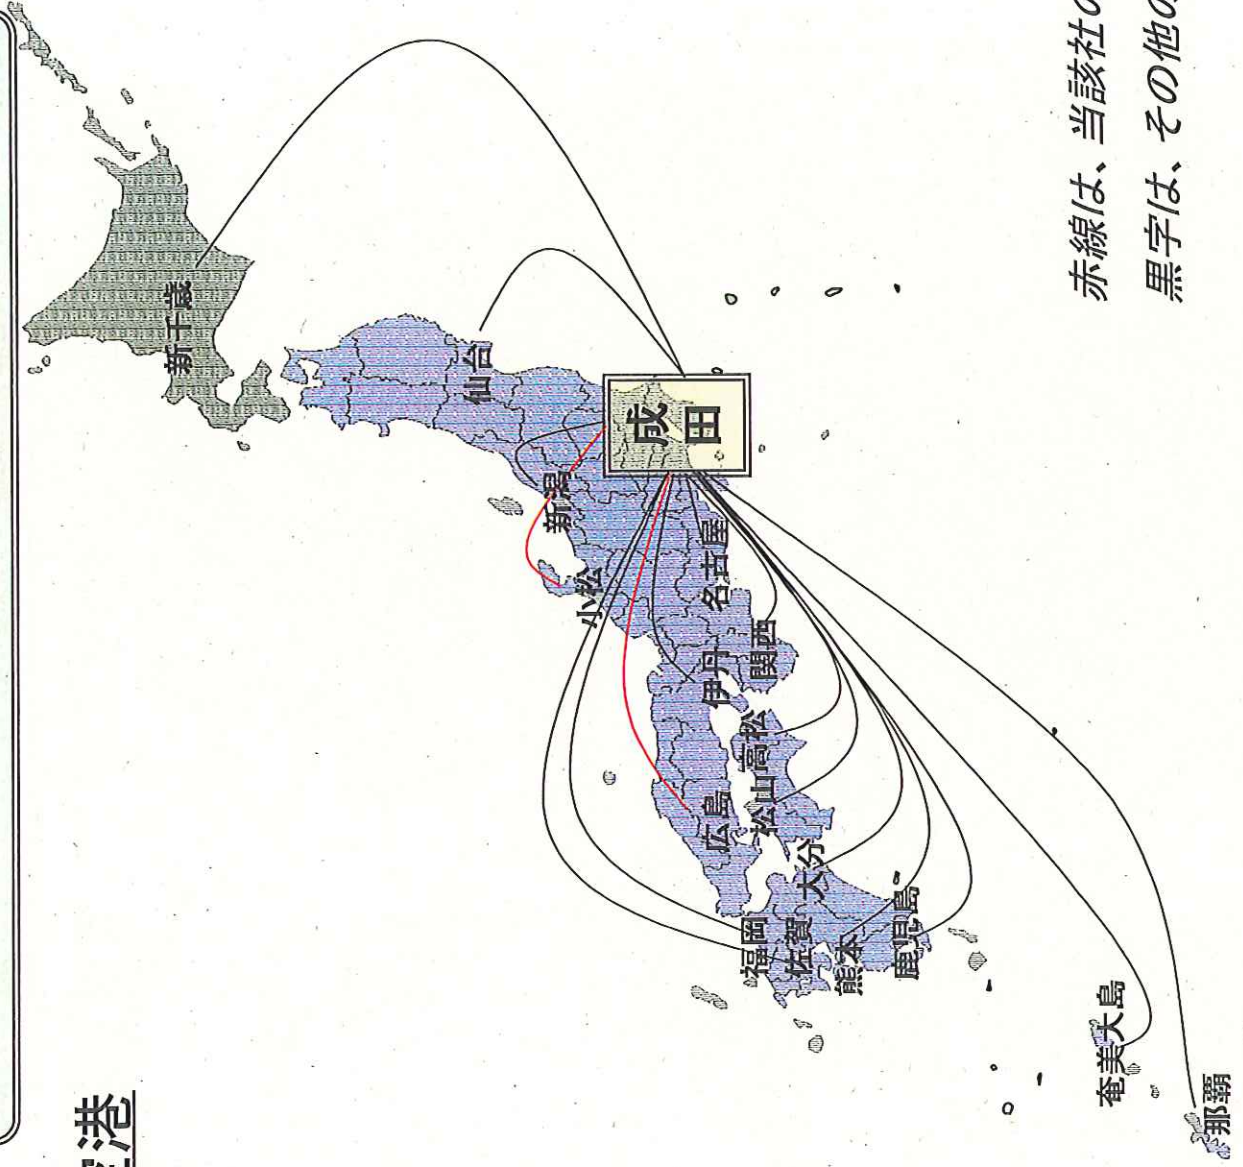 港
新千歳
仙台
新潟
成
田
小松
名古屋
関西
伊丹
高松
松山
広島
大分
福岡
佐賀
熊本
鹿児島
奄美大島
那覇
赤線は、当該社の
黒字は、その他の